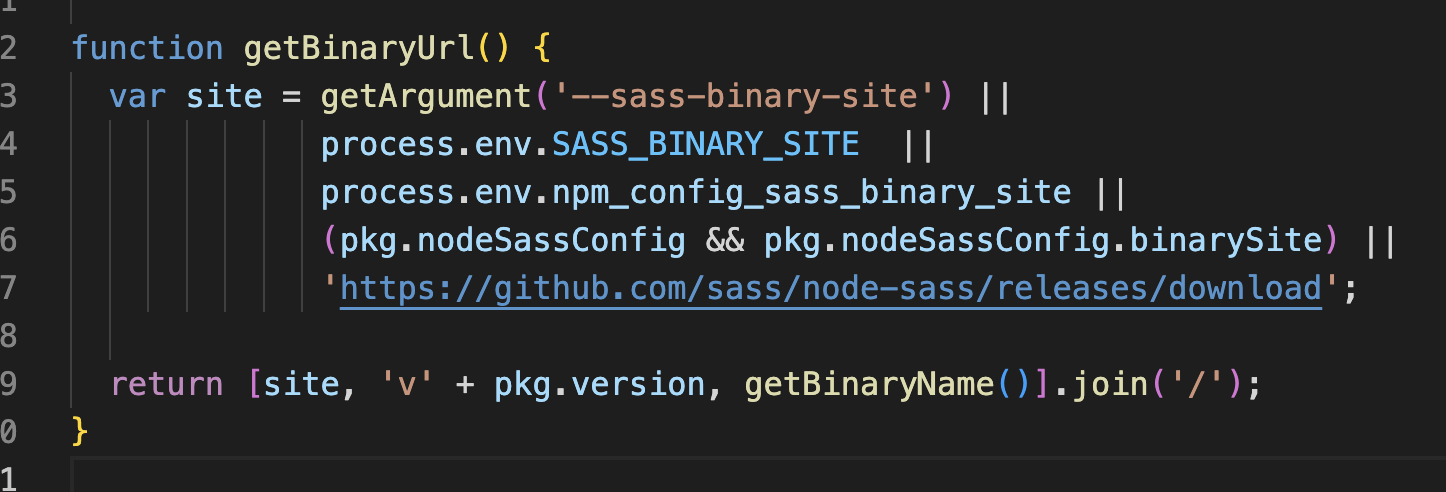 1
2 function getBinaryUrl() {
3   var site = getArgument('--sass-binary-site') ||
4              process.env.SASS_BINARY_SITE  ||
5              process.env.npm_config_sass_binary_site ||
6              (pkg.nodeSassConfig && pkg.nodeSassConfig.binarySite) ||
7              'https://github.com/sass/node-sass/releases/download';
8
9   return [site, 'v' + pkg.version, getBinaryName()].join('/');
0 }
1